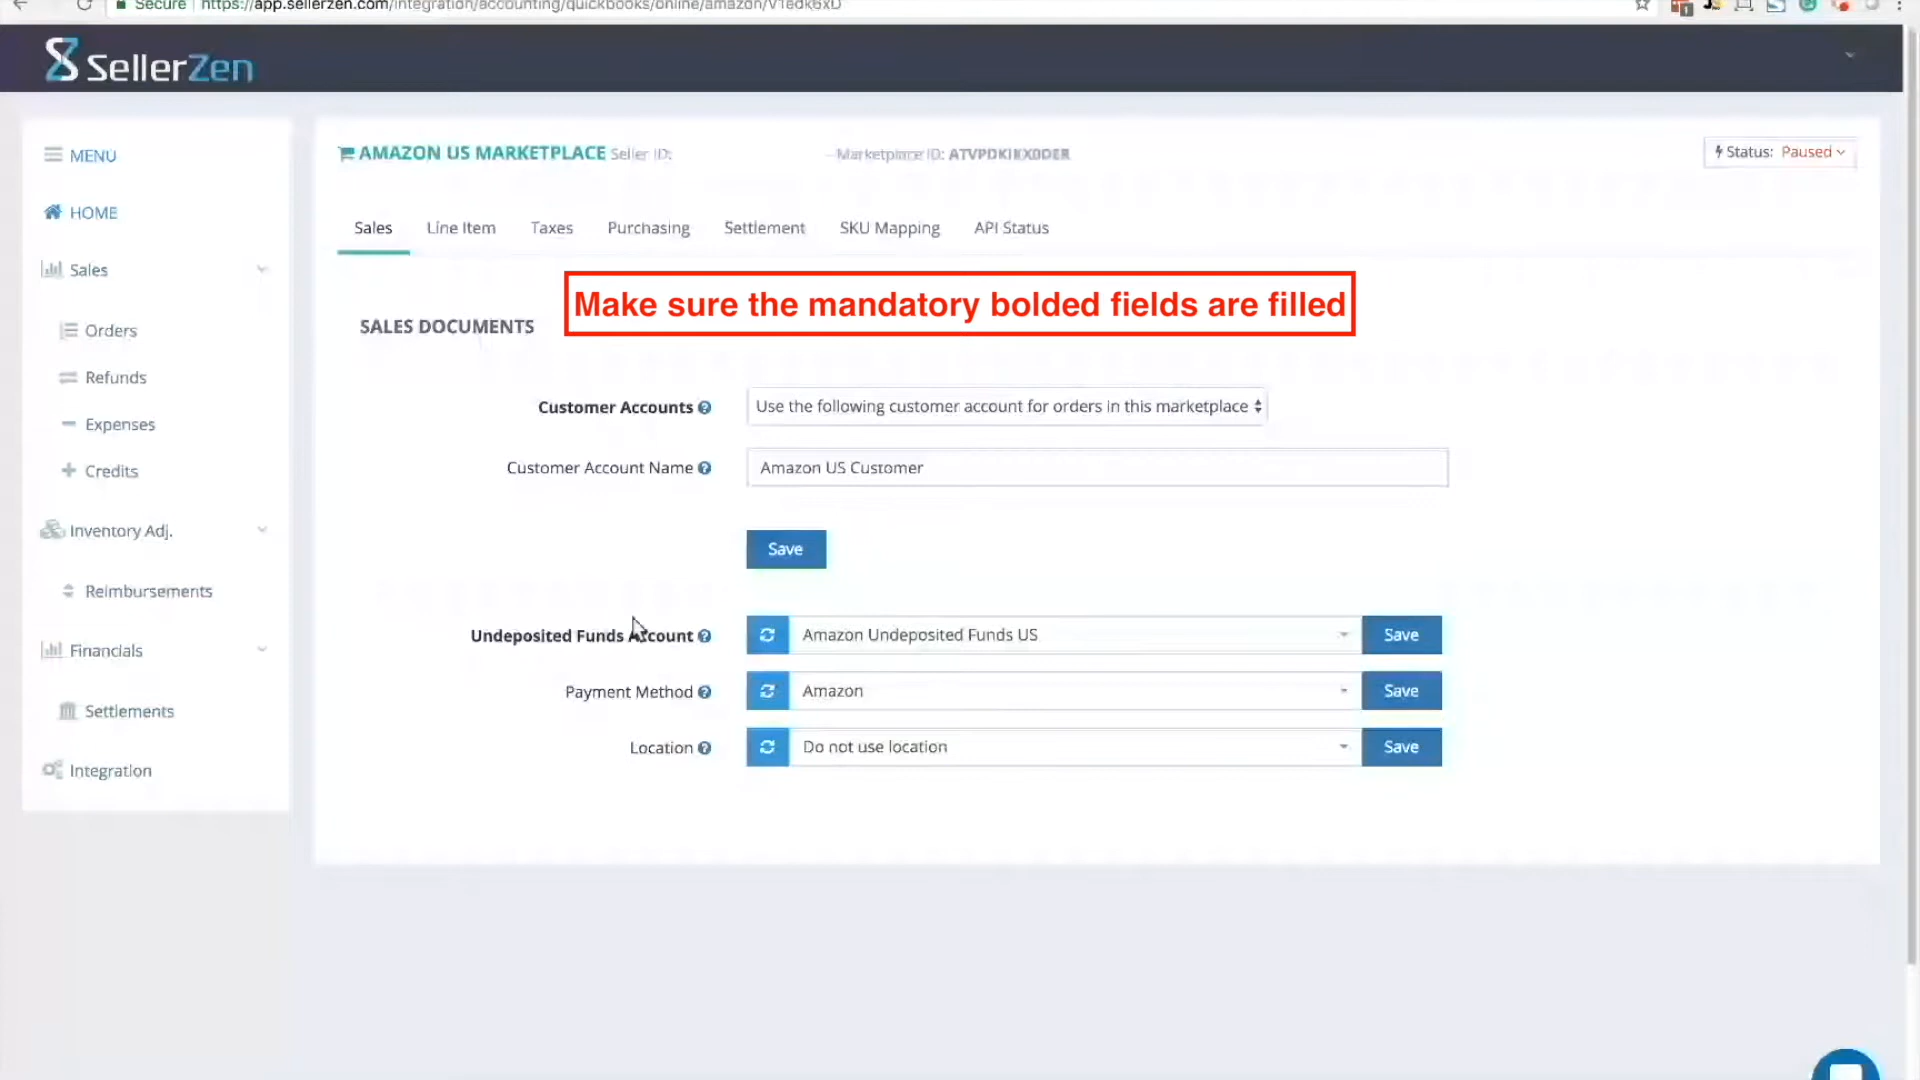 Secure https://app.sellerzen.com/integration/accounting/quickbooks/online/amazon/
SellerZen
MENU
HOME
Sales
Orders
Refunds
Expenses
Credits
Inventory Adj.
Reimbursements
Financials
Settlements
Integration
AMAZON US MARKETPLACE Seller ID: - Marketplace ID: ATVPDKIKX0DER
Status: Paused
Sales Line Item Taxes Purchasing Settlement SKU Mapping API Status
Make sure the mandatory bolded fields are filled
SALES DOCUMENTS
Customer Accounts Use the following customer account for orders in this marketplace
Customer Account Name Amazon US Customer
Save
Undeposited Funds Account Amazon Undeposited Funds US Save
Payment Method Amazon Save
Location Do not use location Save